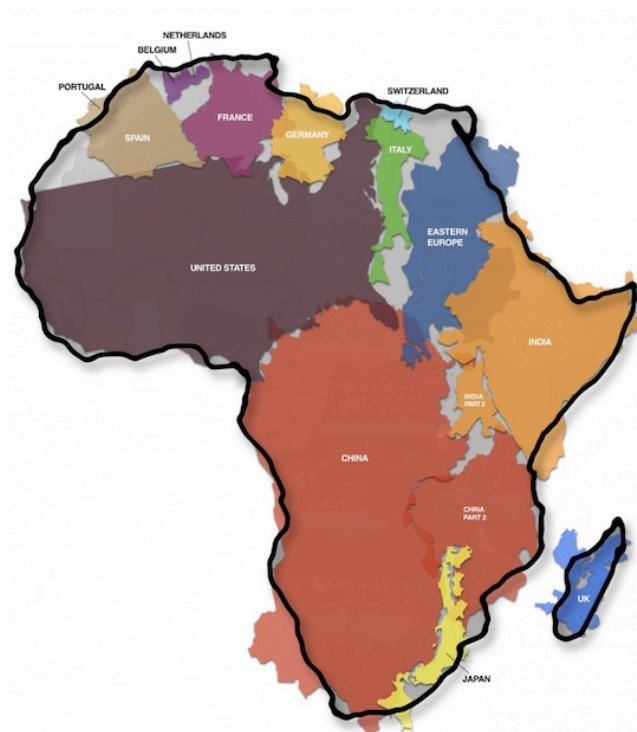 NETHERLANDS
BELGIUM
PORTUGAL
SWITZERLAND
SPAIN
FRANCE
GERMANY
ITALY
EASTERN
EUROPE
UNITED STATES
INDIA
INDIA
PART 2
CHINA
CHINA
PART 2
UK
JAPAN